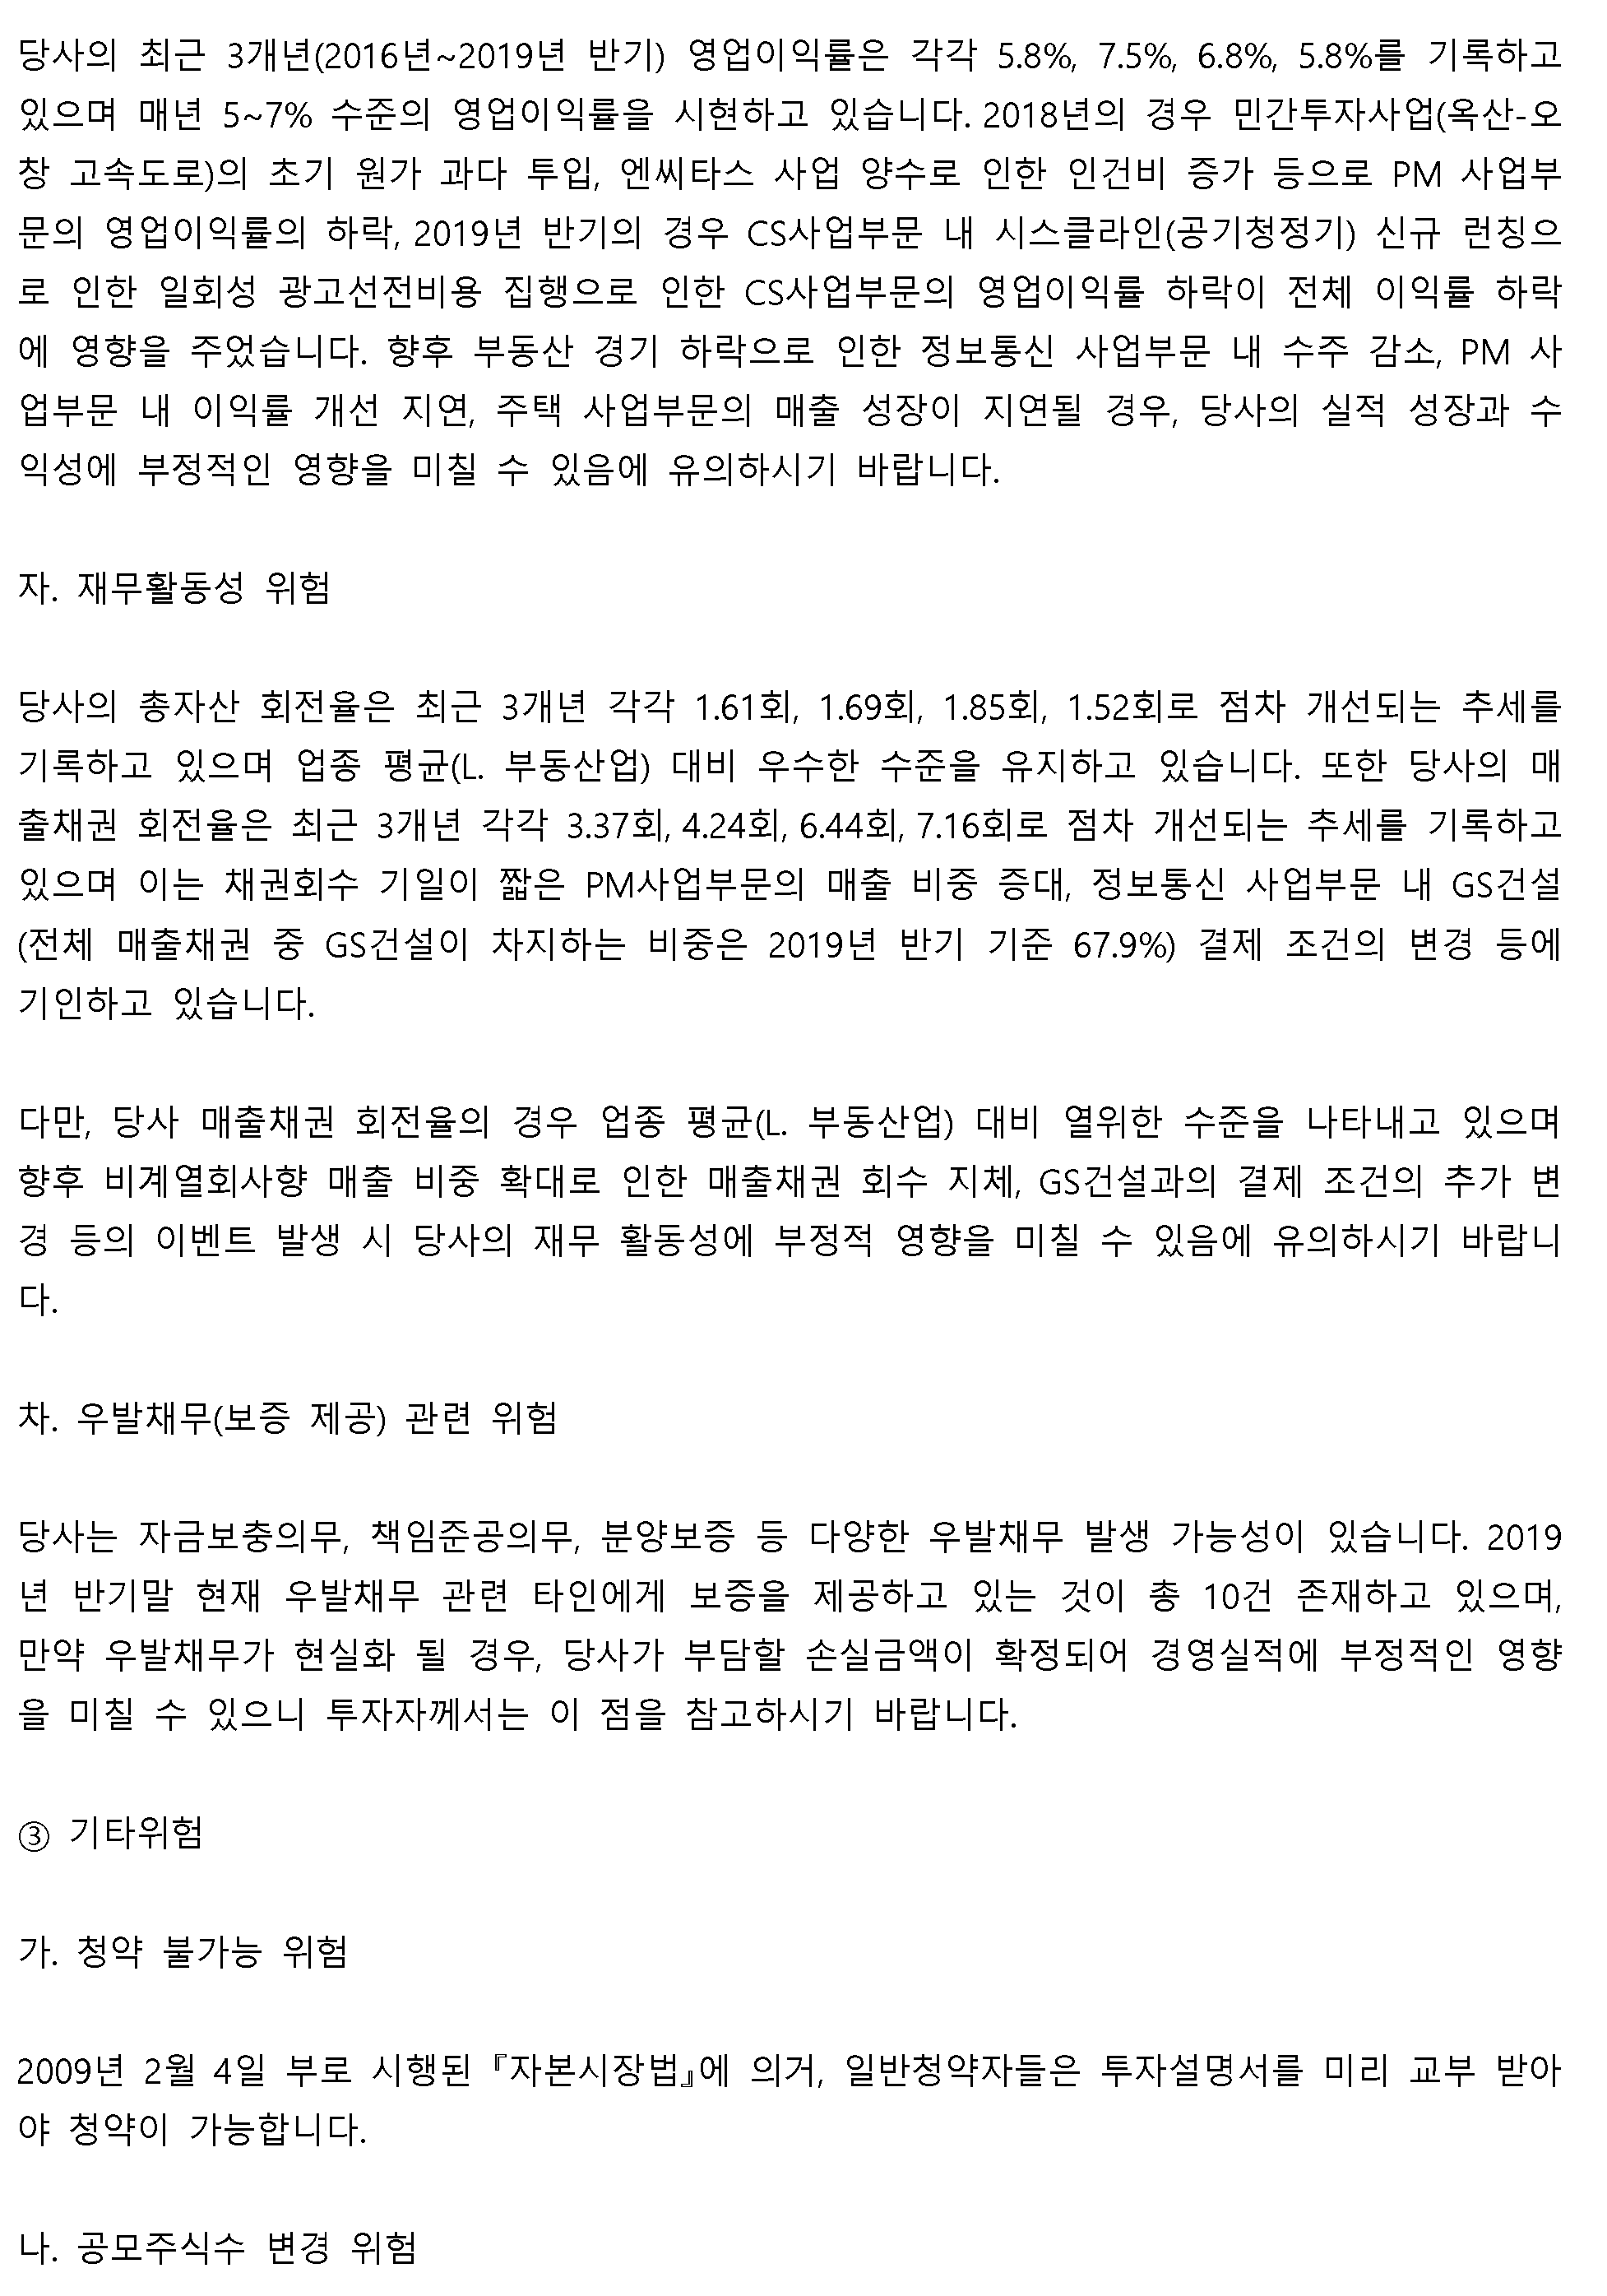 당사의 최근 3개년(2016년~2019년 반기) 영업이익률은 각각 5.8%, 7.5%, 6.8%, 5.8%를 기록하고
있으며 매년 5~7% 수준의 영업이익률을 시현하고 있습니다. 2018년의 경우 민간투자사업(옥산-오
창 고속도로)의 초기 원가 과다 투입, 엔씨타스 사업 양수로 인한 인건비 증가 등으로 PM 사업부
문의 영업이익률의 하락, 2019년 반기의 경우 CS사업부문 내 시스클라인(공기청정기) 신규 런칭으
로 인한 일회성 광고선전비용 집행으로 인한 CS사업부문의 영업이익률 하락이 전체 이익률 하락
에 영향을 주었습니다. 향후 부동산 경기 하락으로 인한 정보통신 사업부문 내 수주 감소, PM 사
업부문 내 이익률 개선 지연, 주택 사업부문의 매출 성장이 지연될 경우, 당사의 실적 성장과 수
익성에 부정적인 영향을 미칠 수 있음에 유의하시기 바랍니다.
자. 재무활동성 위험
당사의 총자산 회전율은 최근 3개년 각각 1.61회, 1.69회, 1.85회, 1.52회로 점차 개선되는 추세를
기록하고 있으며 업종 평균(L. 부동산업) 대비 우수한 수준을 유지하고 있습니다. 또한 당사의 매
출채권 회전율은 최근 3개년 각각 3.37회, 4.24회, 6.44회, 7.16회로 점차 개선되는 추세를 기록하고
있으며 이는 채권회수 기일이 짧은 PM사업부문의 매출 비중 증대, 정보통신 사업부문 내 GS건설
(전체 매출채권 중 GS건설이 차지하는 비중은 2019년 반기 기준 67.9%) 결제 조건의 변경 등에
기인하고 있습니다.
다만, 당사 매출채권 회전율의 경우 업종 평균(L. 부동산업) 대비 열위한 수준을 나타내고 있으며
향후 비계열회사향 매출 비중 확대로 인한 매출채권 회수 지체, GS건설과의 결제 조건의 추가 변
경 등의 이벤트 발생 시 당사의 재무 활동성에 부정적 영향을 미칠 수 있음에 유의하시기 바랍니
다.
차. 우발채무(보증 제공) 관련 위험
당사는 자금보충의무, 책임준공의무, 분양보증 등 다양한 우발채무 발생 가능성이 있습니다. 2019
년 반기말 현재 우발채무 관련 타인에게 보증을 제공하고 있는 것이 총 10건 존재하고 있으며,
만약 우발채무가 현실화 될 경우, 당사가 부담할 손실금액이 확정되어 경영실적에 부정적인 영향
을 미칠 수 있으니 투자자께서는 이 점을 참고하시기 바랍니다.
③ 기타위험
가. 청약 불가능 위험
2009년 2월 4일 부로 시행된 『자본시장법』에 의거, 일반청약자들은 투자설명서를 미리 교부 받아
야 청약이 가능합니다.
나. 공모주식수 변경 위험